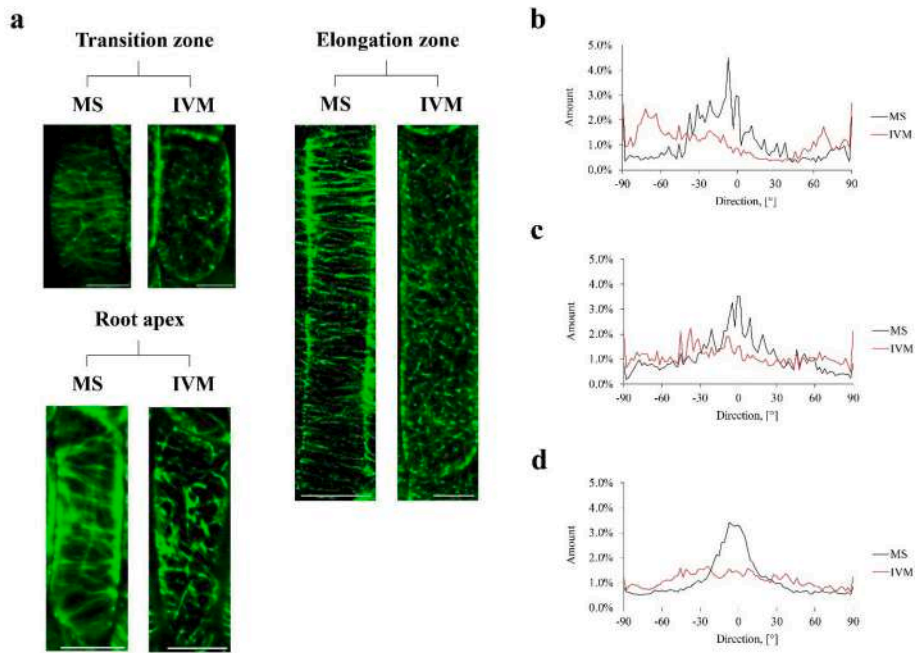 a
Transition zone
MS IVM
Elongation zone
MS IVM
Root apex
MS IVM
b
5.0%
4.0%
3.0%
2.0%
1.0%
0.0%
Amount
-90 -60 -30 0 30 60 90
Direction, [°]
MS
IVM
c
5.0%
4.0%
3.0%
2.0%
1.0%
0.0%
Amount
-90 -60 -30 0 30 60 90
Direction, [°]
MS
IVM
d
5.0%
4.0%
3.0%
2.0%
1.0%
0.0%
Amount
-90 -60 -30 0 30 60 90
Direction, [°]
MS
IVM